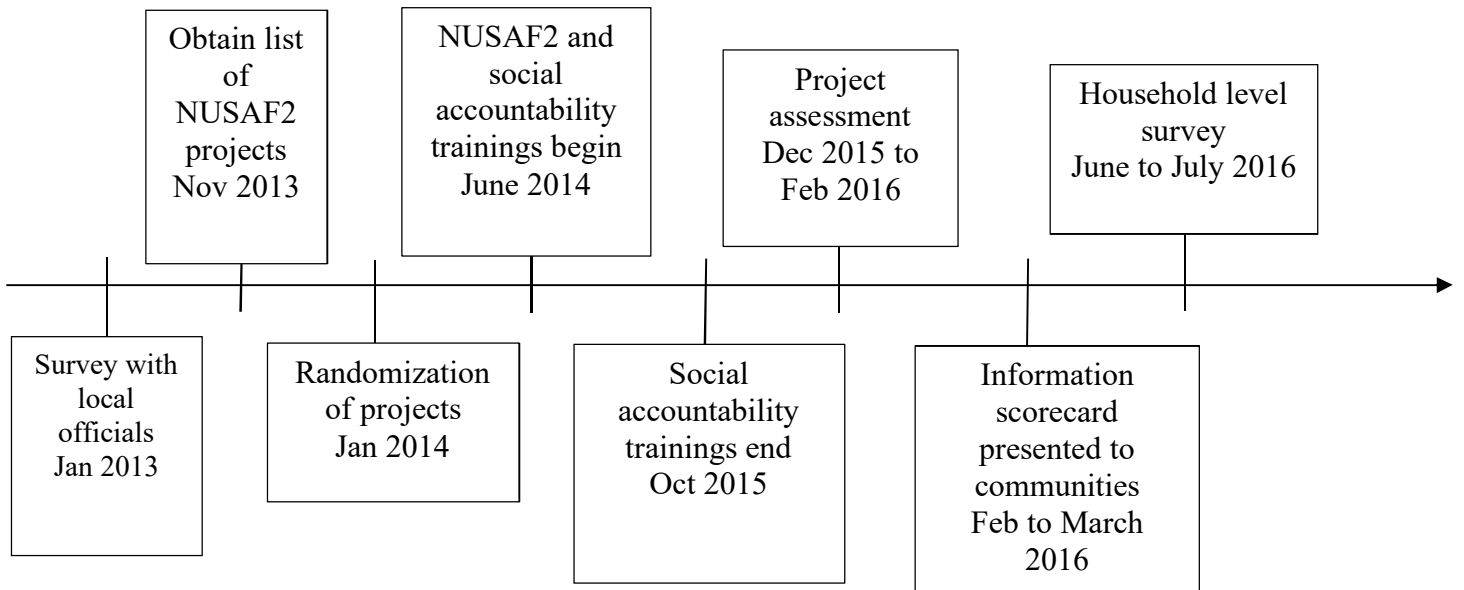 Obtain list
of
NUSAF2
projects
Nov 2013
NUSAF2 and
social
accountability
trainings begin
June 2014
Project
assessment
Dec 2015 to
Feb 2016
Household level
survey
June to July 2016
Survey with
local
officials
Jan 2013
Randomization
of projects
Jan 2014
Social
accountability
trainings end
Oct 2015
Information
scorecard
presented to
communities
Feb to March
2016